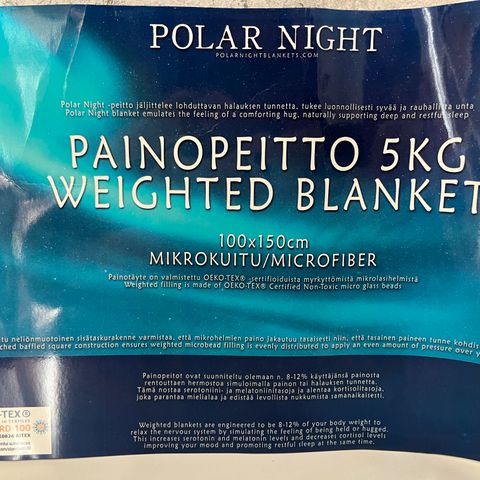 POLAR NIGHT
POLARNIGHTBLANKETS.COM
Polar Night -peitto jäljittelee lohduttavan halauksen tunnetta, tukee luonnollisesti syvää ja rauhallista unta
Polar Night blanket emulates the feeling of a comforting hug, naturally supporting deep and restful sleep
PAINOPEITTO 5KG
WEIGHTED BLANKET
100x150cm
MIKROKUITU/MICROFIBER
Painotäyte on valmistettu OEKO-TEX® -sertifioiduista myrkyttömistä mikrolasihelmistä
Weighted filling is made of OEKO-TEX® Certified Non-Toxic micro glass beads
neliönmuotoinen sisätaskurakenne varmistaa, että mikrohelmien paino jakautuu tasaisesti niin, että tasainen paineen tunne kohdis
baffled square construction ensures weighted microbead filling is evenly distributed to apply an even amount of pressure over
Painopeitot ovat suunniteltu olemaan n. 8-12% käyttäjänsä painosta
rentouttaen hermostoa simuloimalla painon tai halauksen tunnetta.
Tämä nostaa serotoniini- ja melatoniinitasoja ja alentaa kortisolitasoja,
joka parantaa mielialaa ja edistää levollista nukkumista samanaikaisesti.
-TEX®
RD 100
Weighted blankets are engineered to be 8-12% of your body weight to
relax the nervous system by simulating the feeling of being held or hugged.
This increases serotonin and melatonin levels and decreases cortisol levels
improving your mood and promoting restful sleep at the same time.